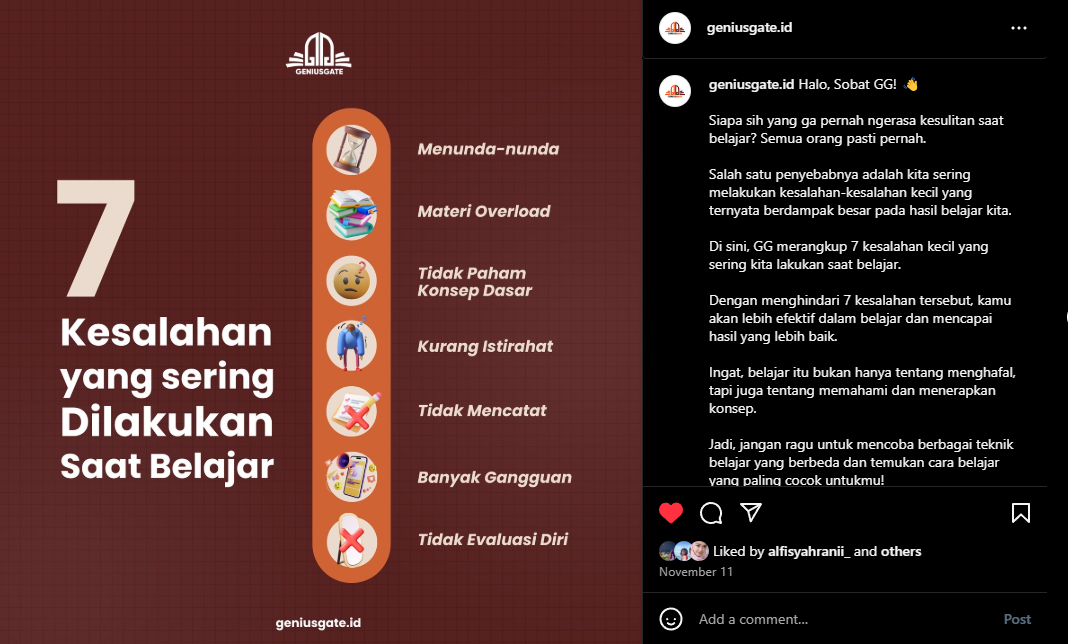 GENIUSGATE
7
Kesalahan
yang sering
Dilakukan
Saat Belajar
Menunda-nunda
Materi Overload
Tidak Paham
Konsep Dasar
Kurang Istirahat
Tidak Mencatat
Banyak Gangguan
Tidak Evaluasi Diri
geniusgate.id
geniusgate.id
geniusgate.id Halo, Sobat GG! 👋
Siapa sih yang ga pernah ngerasa kesulitan saat
belajar? Semua orang pasti pernah.
Salah satu penyebabnya adalah kita sering
melakukan kesalahan-kesalahan kecil yang
ternyata berdampak besar pada hasil belajar kita.
Di sini, GG merangkup 7 kesalahan kecil yang
sering kita lakukan saat belajar.
Dengan menghindari 7 kesalahan tersebut, kamu
akan lebih efektif dalam belajar dan mencapai
hasil yang lebih baik.
Ingat, belajar itu bukan hanya tentang menghafal,
tapi juga tentang memahami dan menerapkan
konsep.
Jadi, jangan ragu untuk mencoba berbagai teknik
belajar yang berbeda dan temukan cara belajar
yang paling cocok untukmu!
Liked by alfisyahranii_ and others
November 11
Add a comment...
Post